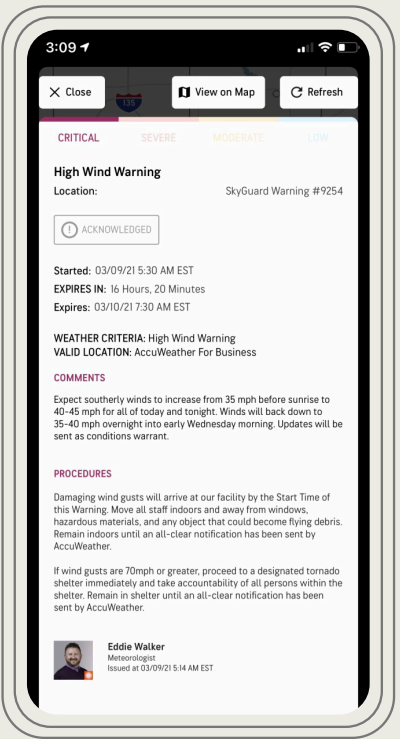 3:09
135
Close
View on Map
Refresh
CRITICAL SEVERE MODERATE LOW
High Wind Warning
Location: SkyGuard Warning #9254
ACKNOWLEDGED
Started: 03/09/21 5:30 AM EST
EXPIRES IN: 16 Hours, 20 Minutes
Expires: 03/10/21 7:30 AM EST
WEATHER CRITERIA: High Wind Warning
VALID LOCATION: AccuWeather For Business
COMMENTS
Expect southerly winds to increase from 35 mph before sunrise to
40-45 mph for all of today and tonight. Winds will back down to
35-40 mph overnight into early Wednesday morning. Updates will be
sent as conditions warrant.
PROCEDURES
Damaging wind gusts will arrive at our facility by the Start Time of
this Warning. Move all staff indoors and away from windows,
hazardous materials, and any object that could become flying debris.
Remain indoors until an all-clear notification has been sent by
AccuWeather.
If wind gusts are 70mph or greater, proceed to a designated tornado
shelter immediately and take accountability of all persons within the
shelter. Remain in shelter until an all-clear notification has been
sent by AccuWeather.
Eddie Walker
Meteorologist
Issued at 03/09/21 5:14 AM EST